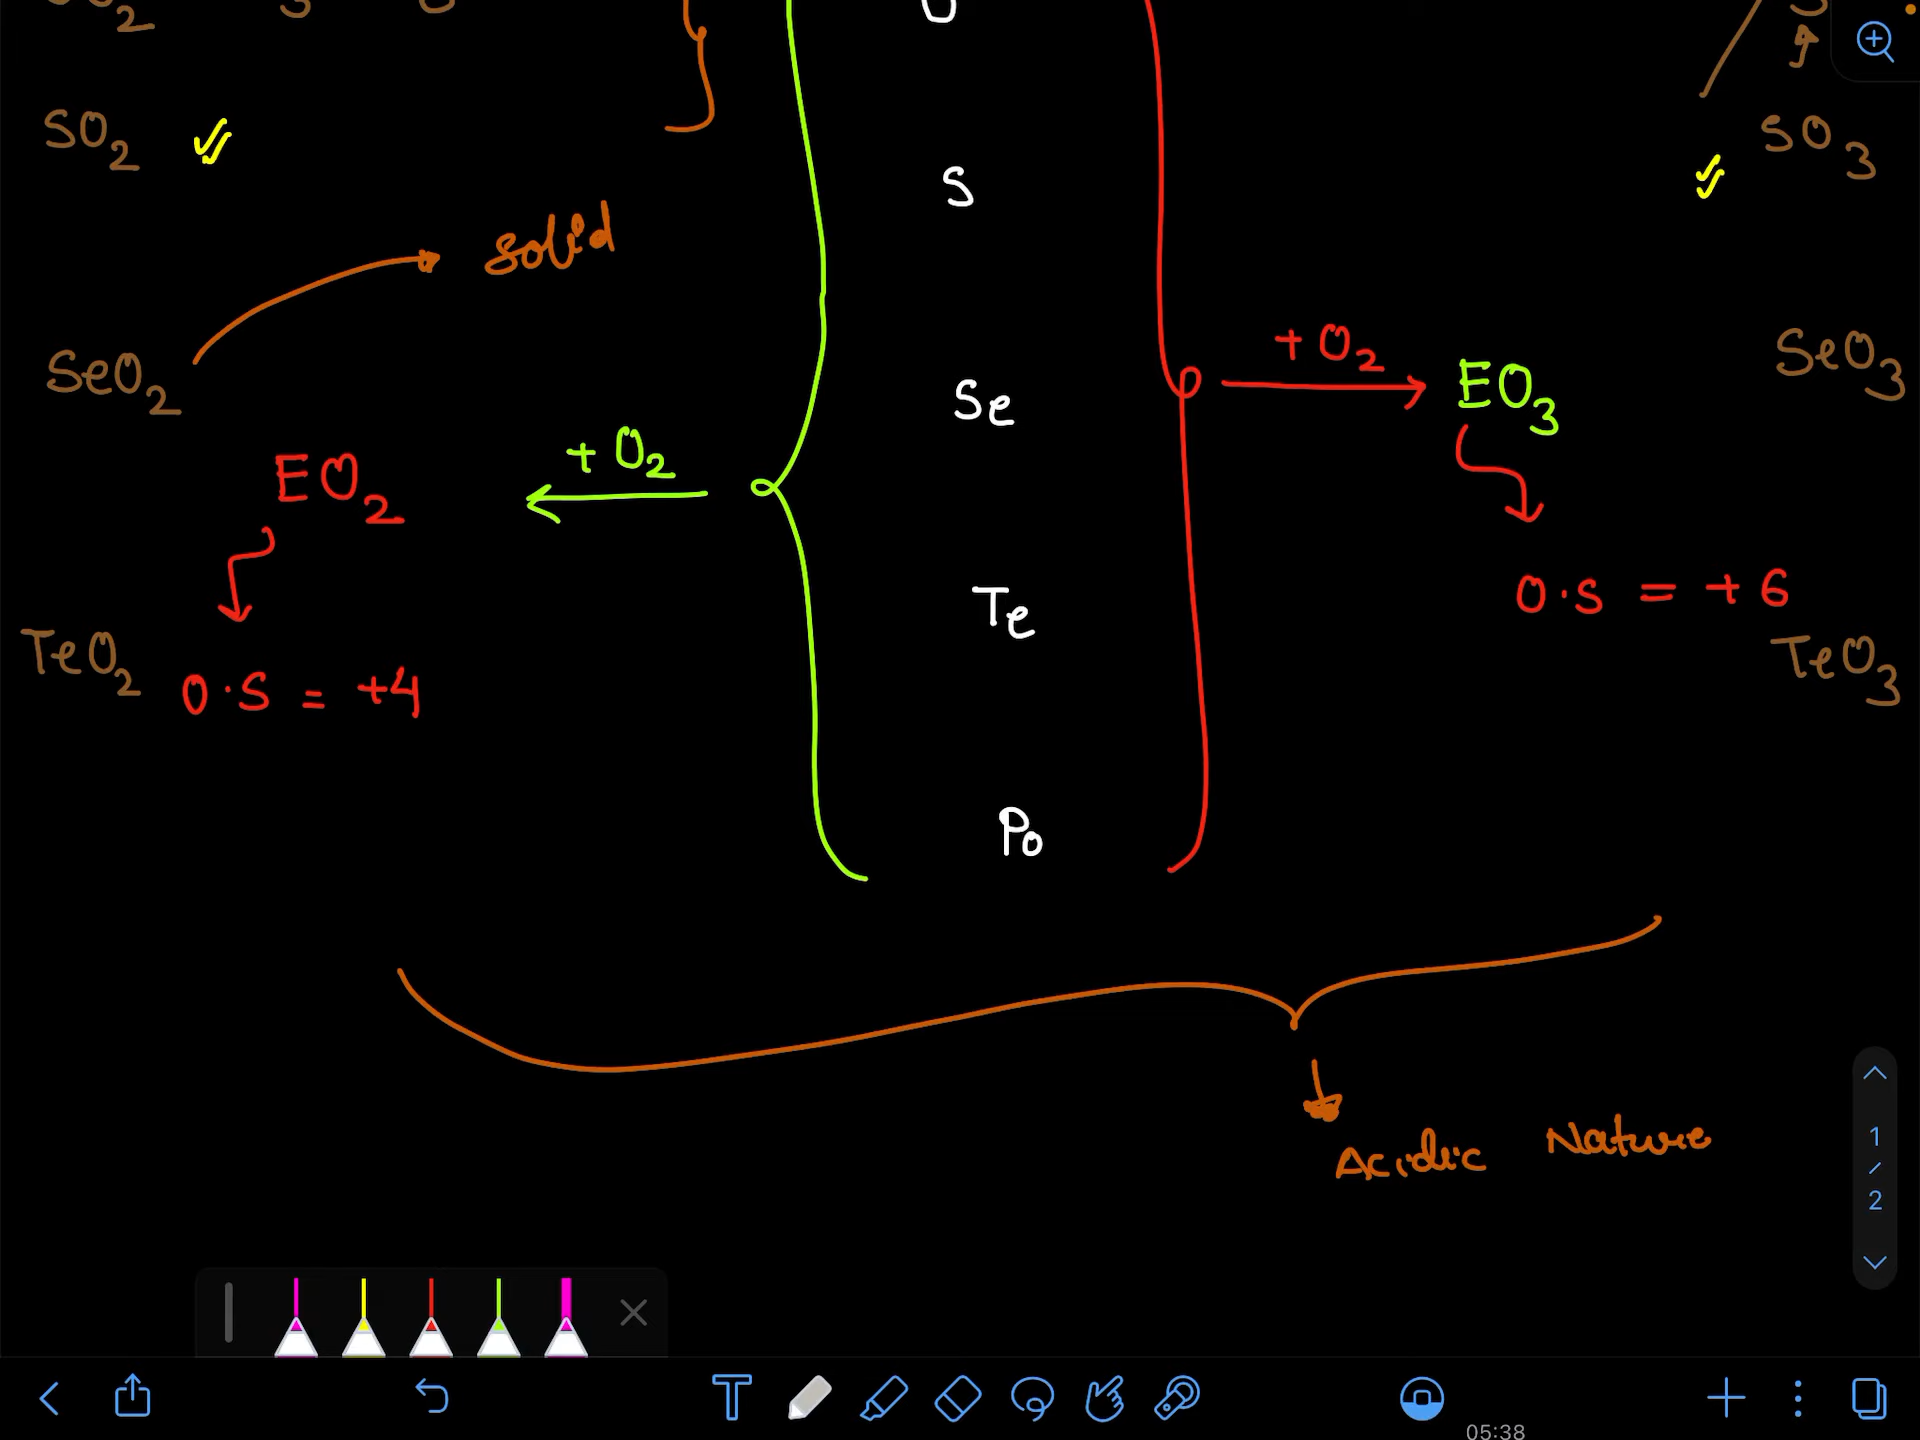 O
SO2
SO3
S
solid
+ O2
SeO2
Se
EO3
SeO3
+ O2
EO2
O.S = +6
Te
TeO2
TeO3
O.S = +4
Po
Acidic Nature
1
/
2
T
05:38